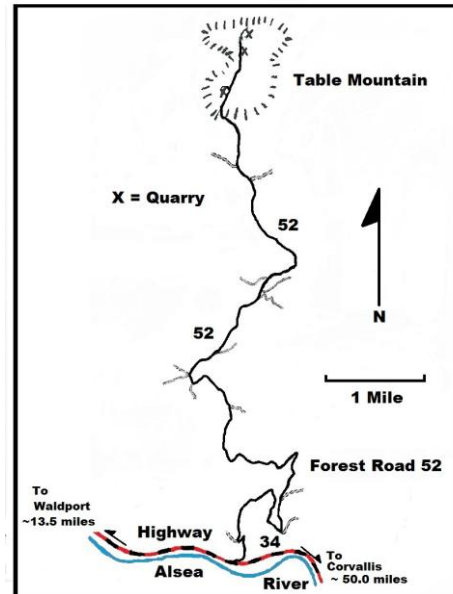 Table Mountain
X = Quarry
52
N
52
1 Mile
Forest Road 52
To
Waldport
~13.5 miles
Highway
34
Alsea
River
To
Corvallis
~ 50.0 miles
X
X
X